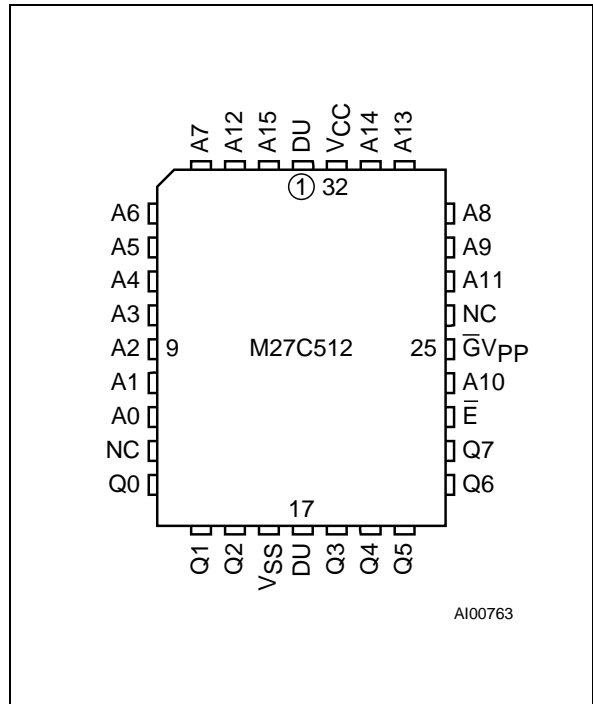 A7 A12 A15 DU VCC A14 A13
① 32
A6 A8
A5 A9
A4 A11
A3 NC
A2 9 M27C512 25 G̅VPP
A1 A10
A0 E̅
NC Q7
Q0 Q6
17
Q1 Q2 VSS DU Q3 Q4 Q5
AI00763